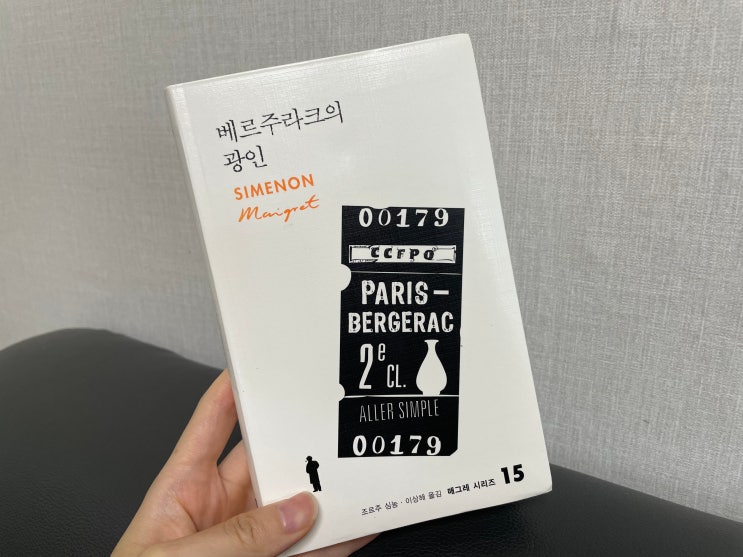 베르주라크의
광인
SIMENON
Maigret
00179
CCFPO
PARIS –
BERGERAC
2e CL.
ALLER SIMPLE
00179
조르주 심농 · 이상해 옮김 매그레 시리즈 15